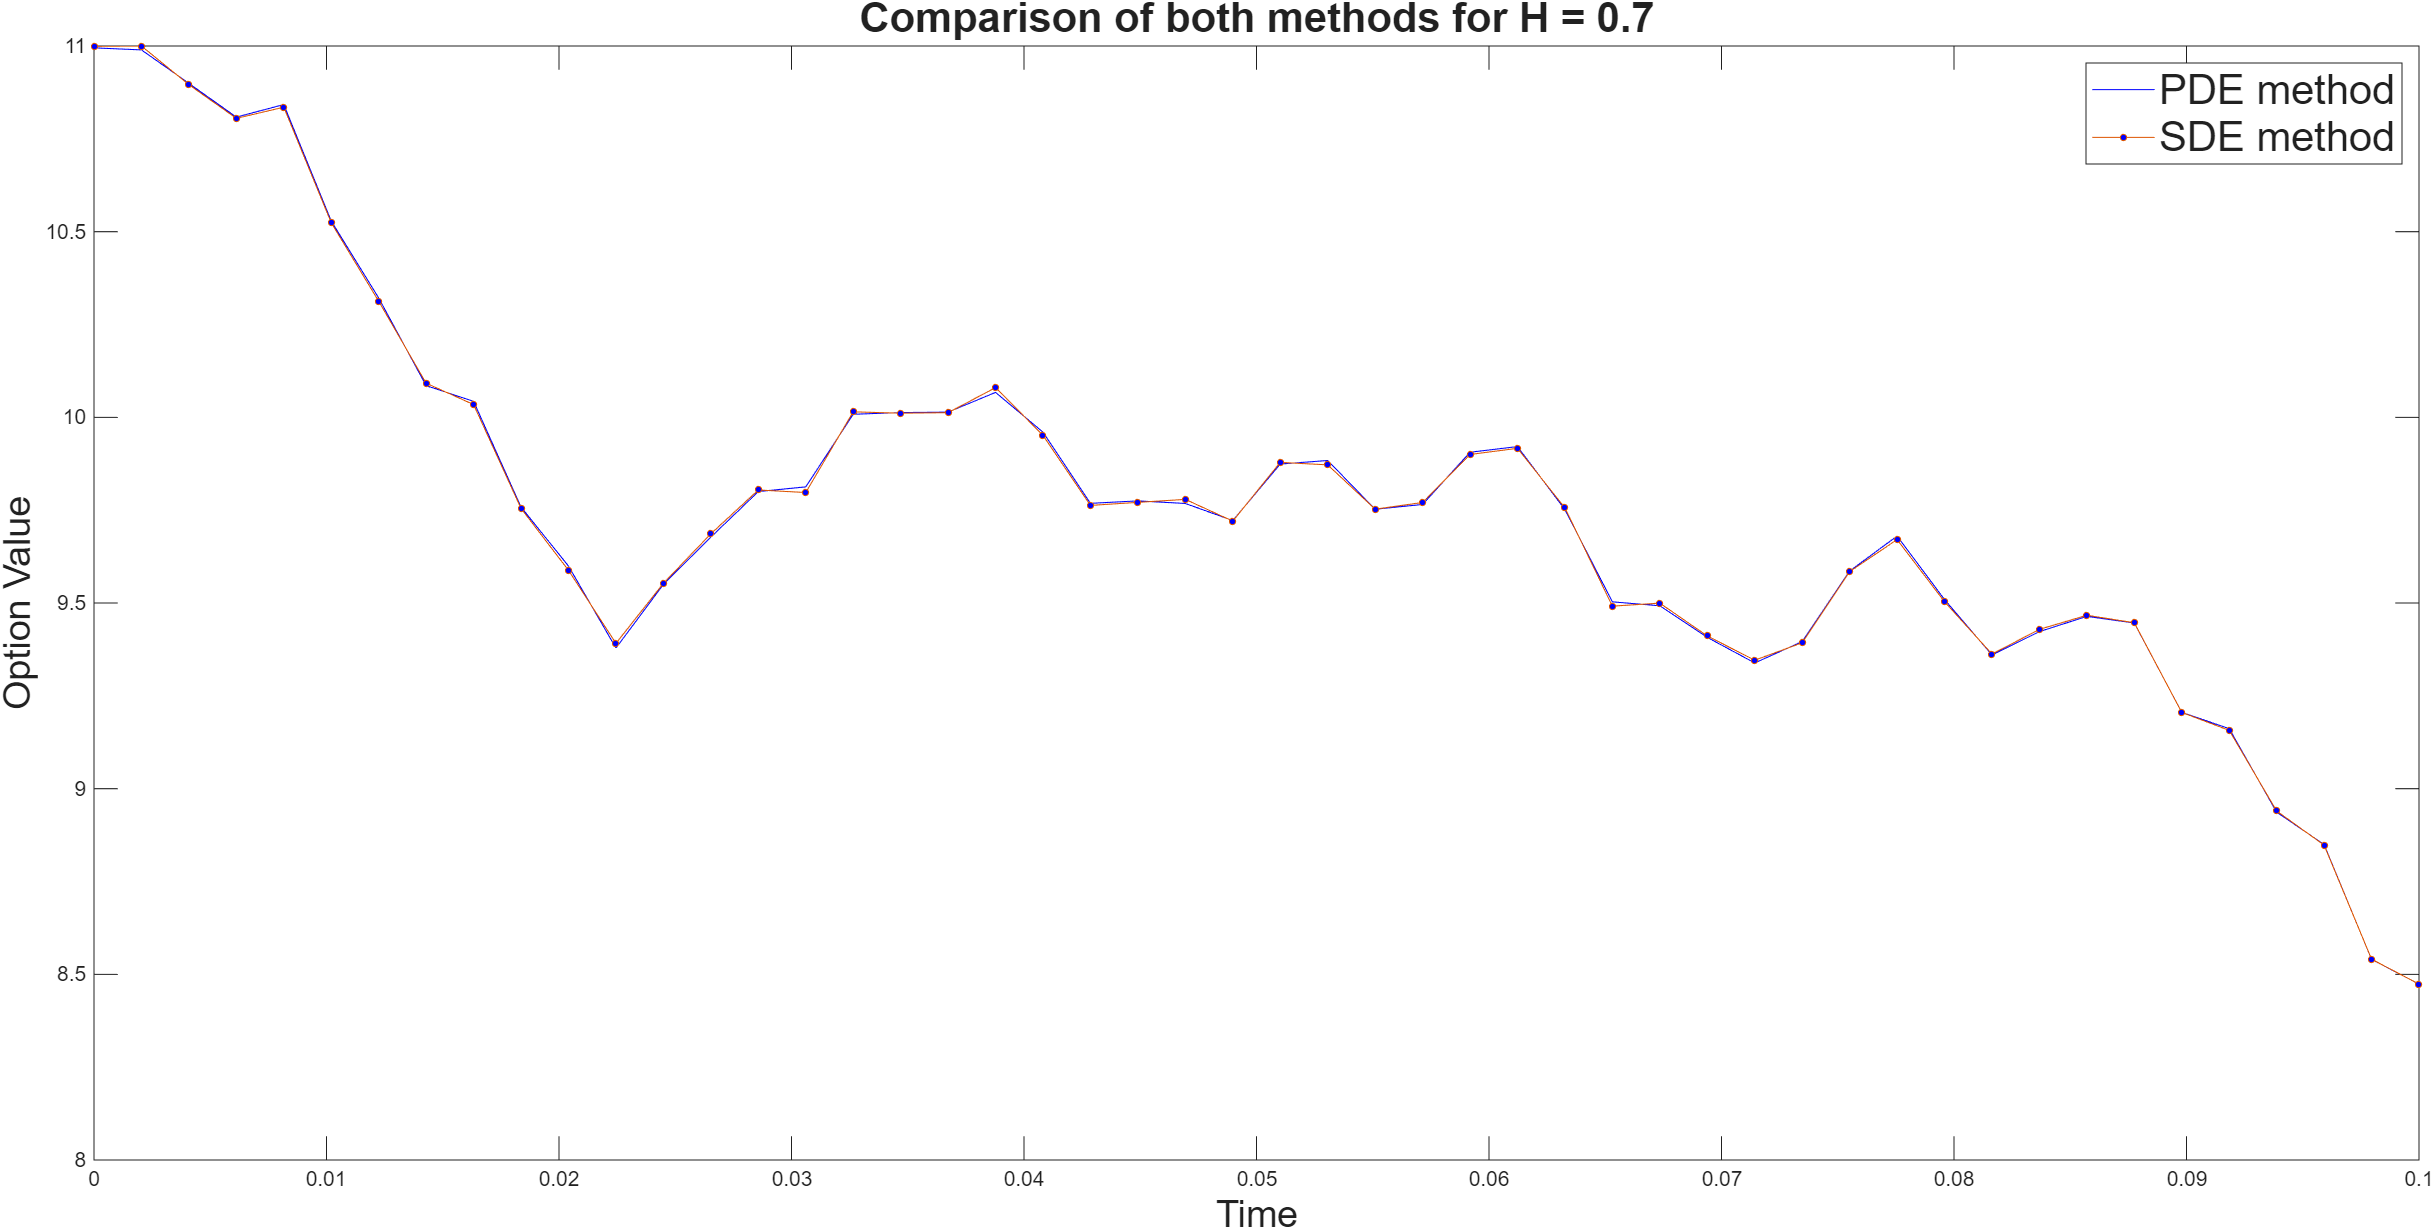 Comparison of both methods for H = 0.7
11
10.5
10
9.5
9
8.5
8
Option Value
PDE method
SDE method
0 0.01 0.02 0.03 0.04 0.05 0.06 0.07 0.08 0.09 0.1
Time